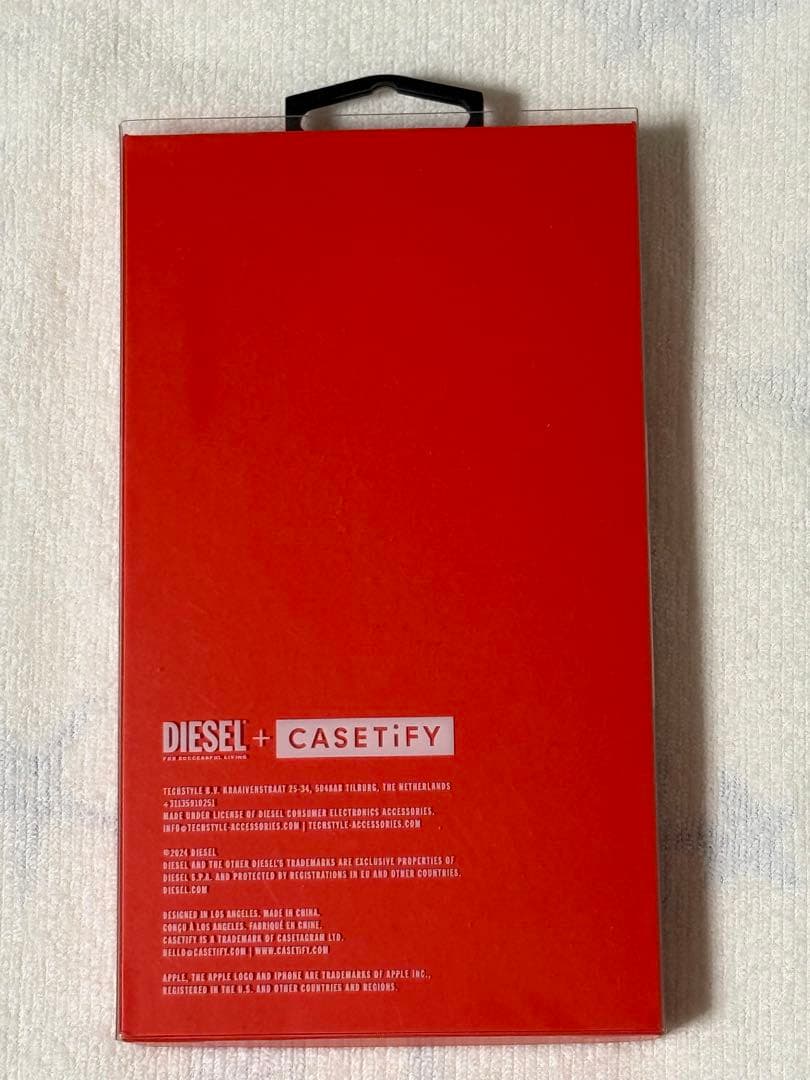 DIESEL + CASETiFY
FOR SUCCESSFUL LIVING
TECHSTYLE B.V. KRAAIVENSTRAAT 25-34, 5048AB TILBURG, THE NETHERLANDS
+31135910251
MADE UNDER LICENSE OF DIESEL CONSUMER ELECTRONICS ACCESSORIES.
INFO@TECHSTYLE-ACCESSORIES.COM | TECHSTYLE-ACCESSORIES.COM
©2024 DIESEL
DIESEL AND THE OTHER DIESEL'S TRADEMARKS ARE EXCLUSIVE PROPERTIES OF
DIESEL S.P.A. AND PROTECTED BY REGISTRATIONS IN EU AND OTHER COUNTRIES.
DIESEL.COM
DESIGNED IN LOS ANGELES. MADE IN CHINA.
CONÇU À LOS ANGELES. FABRIQUÉ EN CHINE.
CASETIFY IS A TRADEMARK OF CASETAGRAM LTD.
HELLO@CASETIFY.COM | WWW.CASETIFY.COM
APPLE, THE APPLE LOGO AND IPHONE ARE TRADEMARKS OF APPLE INC.,
REGISTERED IN THE U.S. AND OTHER COUNTRIES AND REGIONS.